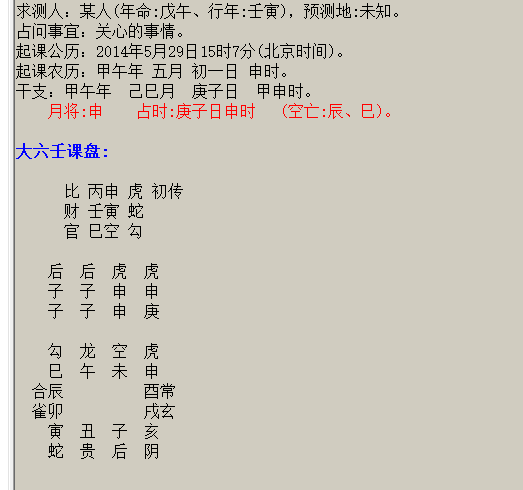 求测人：某人(年命:戊午、行年:壬寅)，预测地:未知。
占问事宜：关心的事情。
起课公历：2014年5月29日15时7分(北京时间)。
起课农历：甲午年 五月 初一日 申时。
干支：甲午年 己巳月 庚子日 甲申时。
月将:申 占时:庚子日申时 (空亡:辰、巳)。
大六壬课盘:
比 丙申 虎 初传
财 壬寅 蛇
官 巳空 勾
后 后 虎 虎
子 子 申 申
子 子 申 庚
勾 龙 空 虎
巳 午 未 申
合辰 酉常
雀卯 戌玄
寅 丑 子 亥
蛇 贵 后 阴